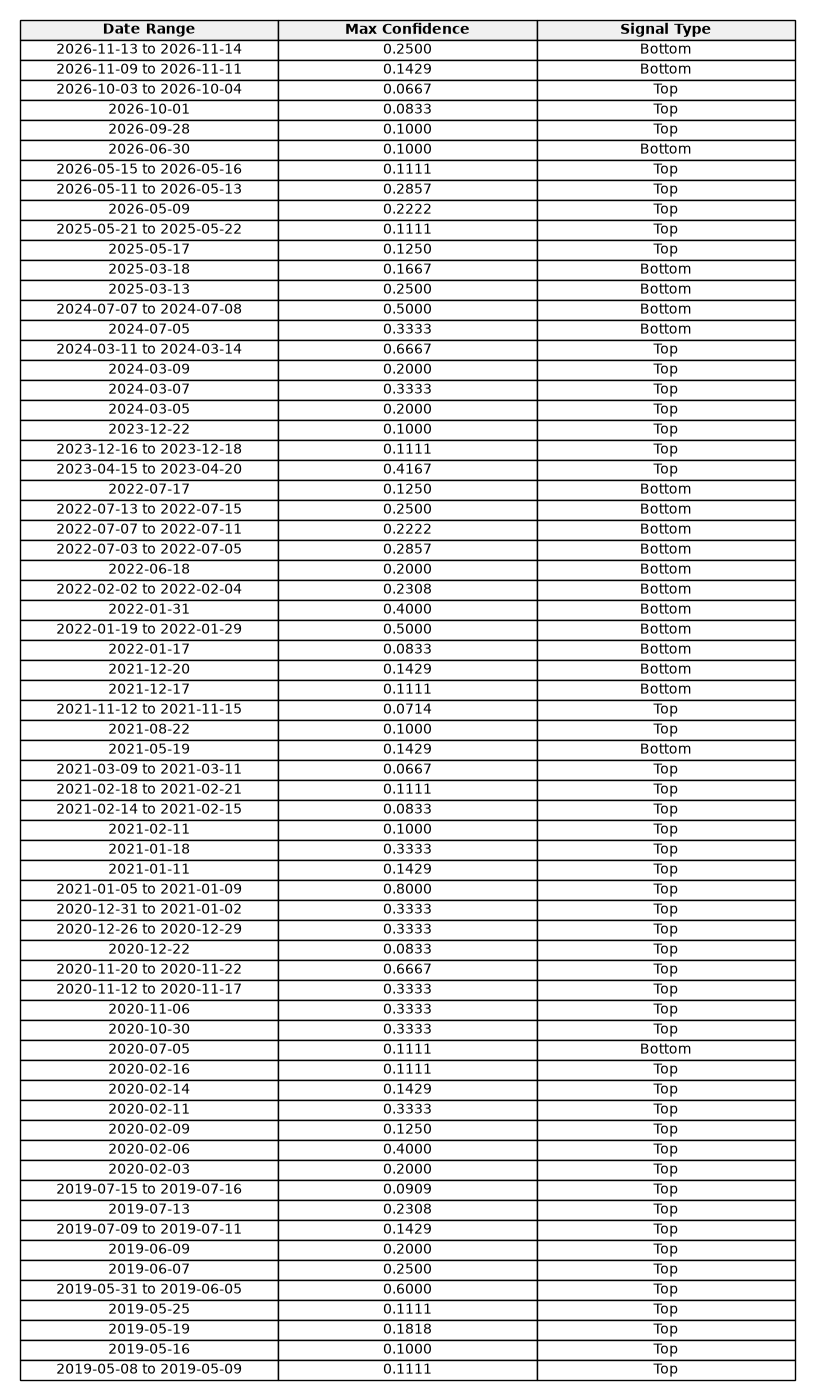 Date Range Max Confidence Signal Type
2026-11-13 to 2026-11-14 0.2500 Bottom
2026-11-09 to 2026-11-11 0.1429 Bottom
2026-10-03 to 2026-10-04 0.0667 Top
2026-10-01 0.0833 Top
2026-09-28 0.1000 Top
2026-06-30 0.1000 Bottom
2026-05-15 to 2026-05-16 0.1111 Top
2026-05-11 to 2026-05-13 0.2857 Top
2026-05-09 0.2222 Top
2025-05-21 to 2025-05-22 0.1111 Top
2025-05-17 0.1250 Top
2025-03-18 0.1667 Bottom
2025-03-13 0.2500 Bottom
2024-07-07 to 2024-07-08 0.5000 Bottom
2024-07-05 0.3333 Bottom
2024-03-11 to 2024-03-14 0.6667 Top
2024-03-09 0.2000 Top
2024-03-07 0.3333 Top
2024-03-05 0.2000 Top
2023-12-22 0.1000 Top
2023-12-16 to 2023-12-18 0.1111 Top
2023-04-15 to 2023-04-20 0.4167 Top
2022-07-17 0.1250 Bottom
2022-07-13 to 2022-07-15 0.2500 Bottom
2022-07-07 to 2022-07-11 0.2222 Bottom
2022-07-03 to 2022-07-05 0.2857 Bottom
2022-06-18 0.2000 Bottom
2022-02-02 to 2022-02-04 0.2308 Bottom
2022-01-31 0.4000 Bottom
2022-01-19 to 2022-01-29 0.5000 Bottom
2022-01-17 0.0833 Bottom
2021-12-20 0.1429 Bottom
2021-12-17 0.1111 Bottom
2021-11-12 to 2021-11-15 0.0714 Top
2021-08-22 0.1000 Top
2021-05-19 0.1429 Bottom
2021-03-09 to 2021-03-11 0.0667 Top
2021-02-18 to 2021-02-21 0.1111 Top
2021-02-14 to 2021-02-15 0.0833 Top
2021-02-11 0.1000 Top
2021-01-18 0.3333 Top
2021-01-11 0.1429 Top
2021-01-05 to 2021-01-09 0.8000 Top
2020-12-31 to 2021-01-02 0.3333 Top
2020-12-26 to 2020-12-29 0.3333 Top
2020-12-22 0.0833 Top
2020-11-20 to 2020-11-22 0.6667 Top
2020-11-12 to 2020-11-17 0.3333 Top
2020-11-06 0.3333 Top
2020-10-30 0.3333 Top
2020-07-05 0.1111 Bottom
2020-02-16 0.1111 Top
2020-02-14 0.1429 Top
2020-02-11 0.3333 Top
2020-02-09 0.1250 Top
2020-02-06 0.4000 Top
2020-02-03 0.2000 Top
2019-07-15 to 2019-07-16 0.0909 Top
2019-07-13 0.2308 Top
2019-07-09 to 2019-07-11 0.1429 Top
2019-06-09 0.2000 Top
2019-06-07 0.2500 Top
2019-05-31 to 2019-06-05 0.6000 Top
2019-05-25 0.1111 Top
2019-05-19 0.1818 Top
2019-05-16 0.1000 Top
2019-05-08 to 2019-05-09 0.1111 Top